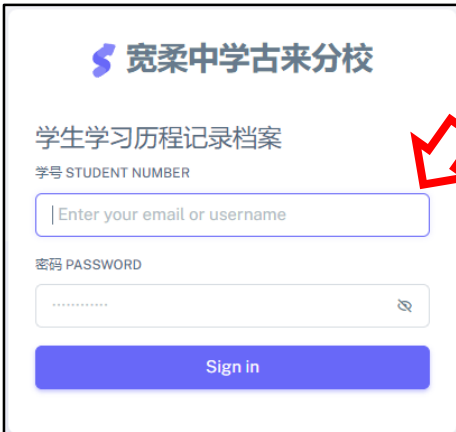 宽柔中学古来分校
学生学习历程记录档案
学号 STUDENT NUMBER
Enter your email or username
密码 PASSWORD
············
Sign in